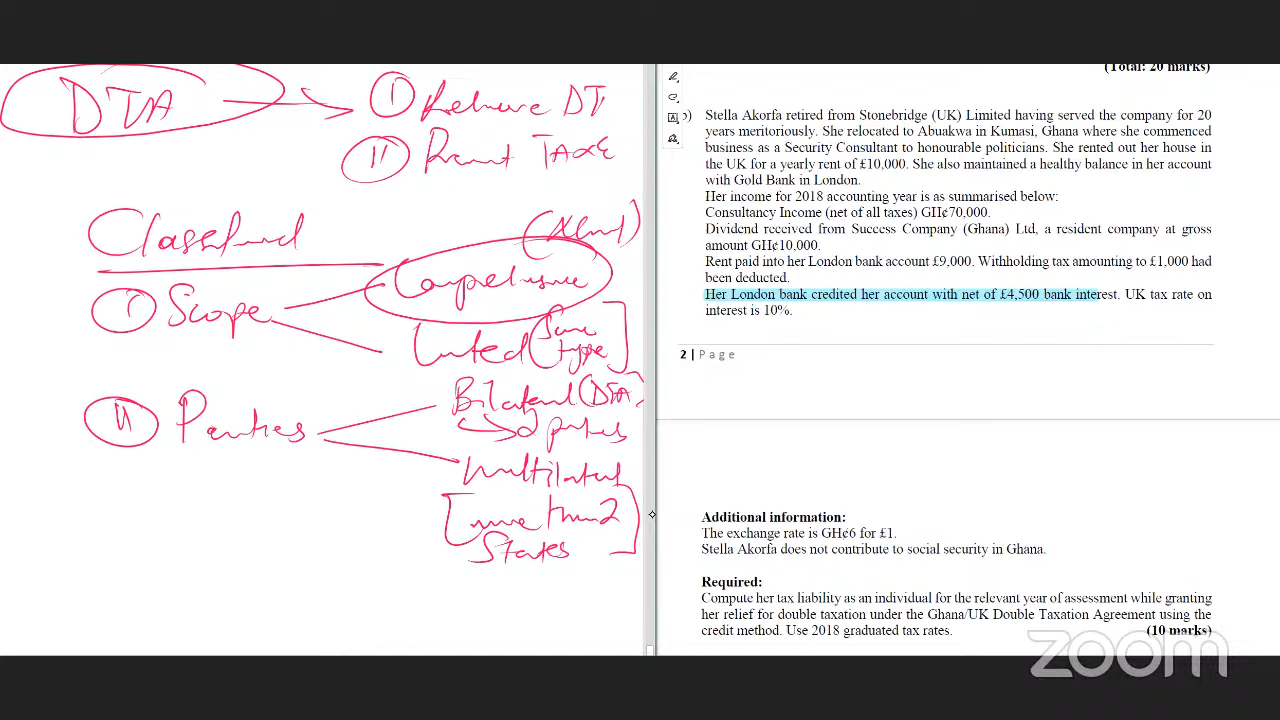 DTA
I Relieve DT
II Prevent TAXE
Classified
I Scope
Comprehensive
Limited (Same
type
II Parties
Bilateral (DTA
2 parties
Multilateral
[more than 2
States
(Total: 20 marks)
Stella Akorfa retired from Stonebridge (UK) Limited having served the company for 20
years meritoriously. She relocated to Abuakwa in Kumasi, Ghana where she commenced
business as a Security Consultant to honourable politicians. She rented out her house in
the UK for a yearly rent of £10,000. She also maintained a healthy balance in her account
with Gold Bank in London.
Her income for 2018 accounting year is as summarised below:
Consultancy Income (net of all taxes) GH¢70,000.
Dividend received from Success Company (Ghana) Ltd, a resident company at gross
amount GH¢10,000.
Rent paid into her London bank account £9,000. Withholding tax amounting to £1,000 had
been deducted.
Her London bank credited her account with net of £4,500 bank interest. UK tax rate on
interest is 10%.
2 | Page
Additional information:
The exchange rate is GH¢6 for £1.
Stella Akorfa does not contribute to social security in Ghana.
Required:
Compute her tax liability as an individual for the relevant year of assessment while granting
her relief for double taxation under the Ghana/UK Double Taxation Agreement using the
credit method. Use 2018 graduated tax rates. (10 marks)
zoom